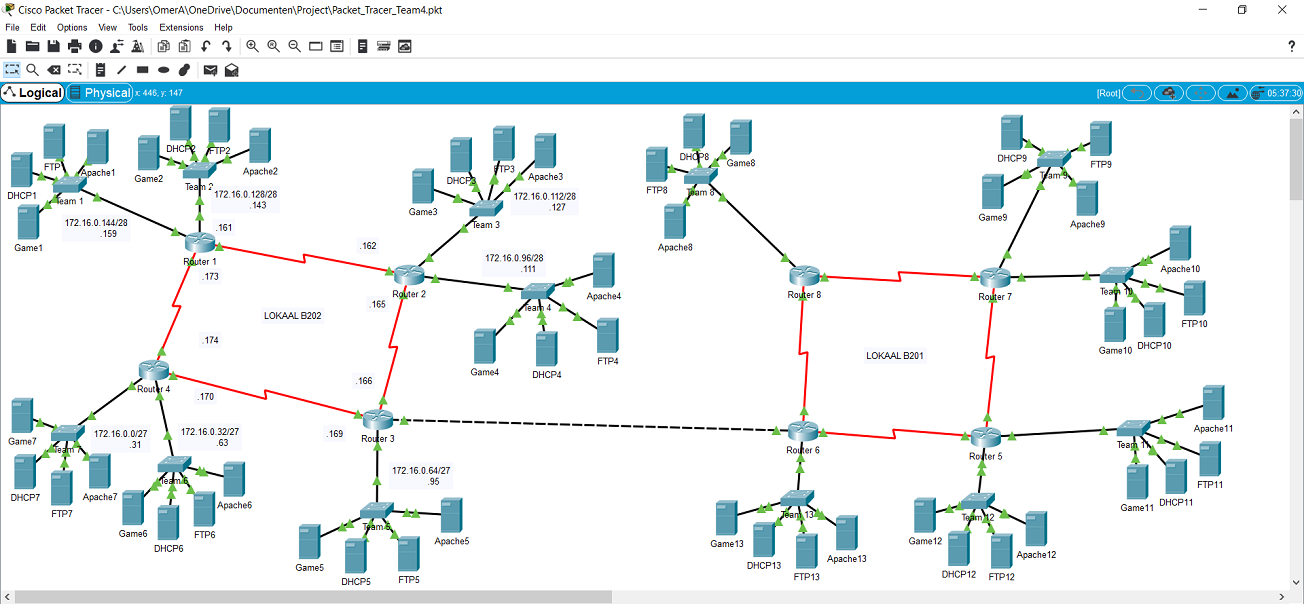 Cisco Packet Tracer - C:\Users\OmerA\OneDrive\Documenten\Project\Packet_Tracer_Team4.pkt
File Edit Options View Tools Extensions Help
?
Logical Physical x: 446, y: 147 [Root] 05:37:30
DHCP1
FTP
Apache1
Team 1
Game1
172.16.0.144/28
.159
DHCP2
FTP2
Game2
Apache2
Team 2
172.16.0.128/28
.143
.161
Router 1
.173
DHCP3
FTP3
Apache3
Game3
Team 3
172.16.0.112/28
.127
.162
Router 2
.165
172.16.0.96/28
.111
Team 4
Apache4
Game4
DHCP4
FTP4
LOKAAL B202
.174
Router 4
.170
.166
.169
Router 3
Game7
Team 7
172.16.0.0/27
.31
DHCP7
FTP7
Apache7
172.16.0.32/27
.63
Team 6
Game6
DHCP6
FTP6
Apache6
172.16.0.64/27
.95
Team 5
Game5
DHCP5
FTP5
Apache5
DHCP8
Game8
FTP8
Team 8
Apache8
Router 8
DHCP9
FTP9
Team 9
Game9
Apache9
Router 7
Apache10
Team 10
FTP10
Game10
DHCP10
LOKAAL B201
Router 6
Router 5
Apache11
Team 11
FTP11
DHCP11
Game11
Team 13
Game13
DHCP13
FTP13
Apache13
Team 12
Game12
DHCP12
FTP12
Apache12